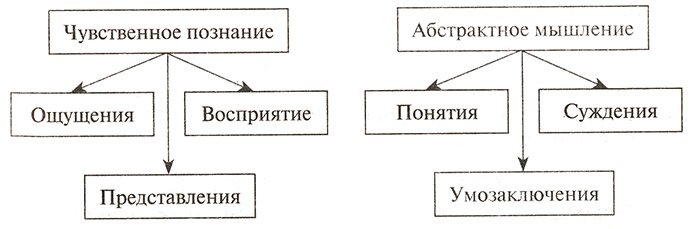 Чувственное познание
Ощущения
Восприятие
Представления
Абстрактное мышление
Понятия
Суждения
Умозаключения